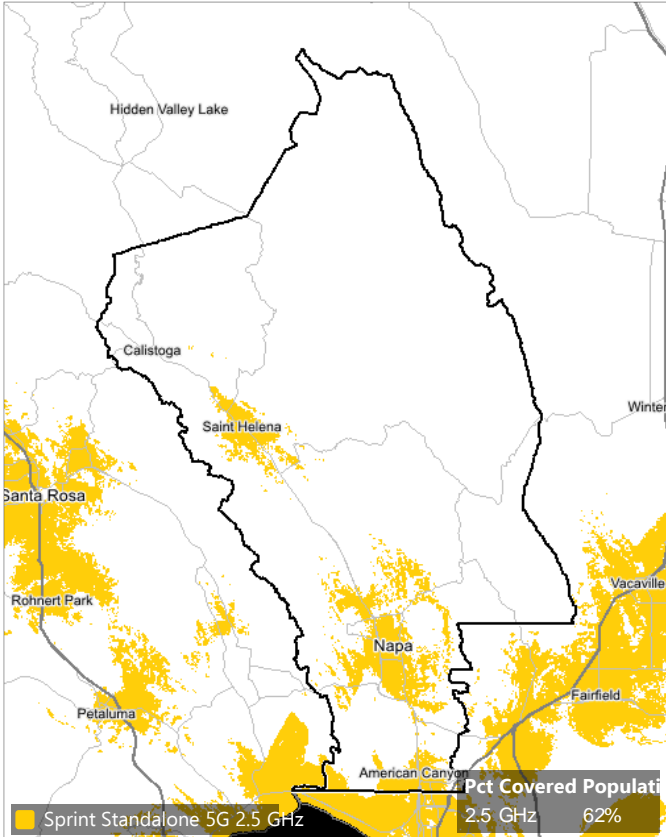 Hidden Valley Lake
Calistoga
Winter
Saint Helena
Santa Rosa
Vacaville
Rohnert Park
Napa
Fairfield
Petaluma
American Canyon
Pct Covered Populati
2.5 GHz 62%
Sprint Standalone 5G 2.5 GHz